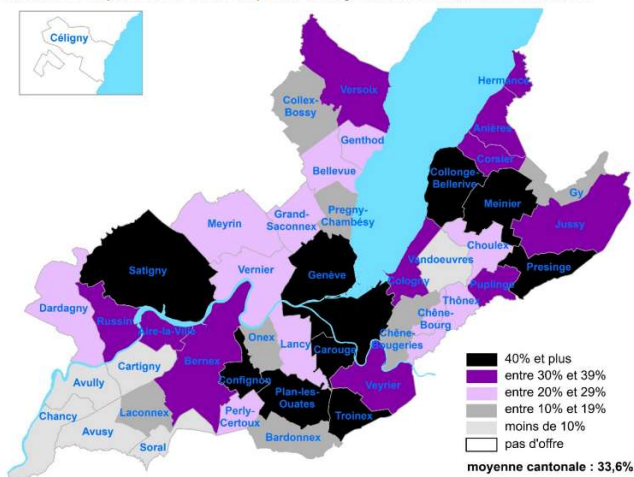 Céligny
Versoix
Collex-
Bossy
Genthod
Bellevue
Hermance
Anières
Corsier
Collonge-
Bellerive
Meinier
Gy
Jussy
Meyrin
Grand-
Saconnex
Pregny-
Chambésy
Vandoeuvres
Choulex
Presinge
Satigny
Vernier
Genève
Cologny
Puplinge
Thônex
Chêne-
Bourg
Chêne-
Bougeries
Dardagny
Russin
Aire-la-Ville
Bernex
Onex
Lancy
Carouge
Veyrier
Cartigny
Avully
Confignon
Plan-les-
Ouates
Troinex
Chancy
Avusy
Laconnex
Soral
Perly-
Certoux
Bardonnex
40% et plus
entre 30% et 39%
entre 20% et 29%
entre 10% et 19%
moins de 10%
pas d'offre
moyenne cantonale : 33,6%